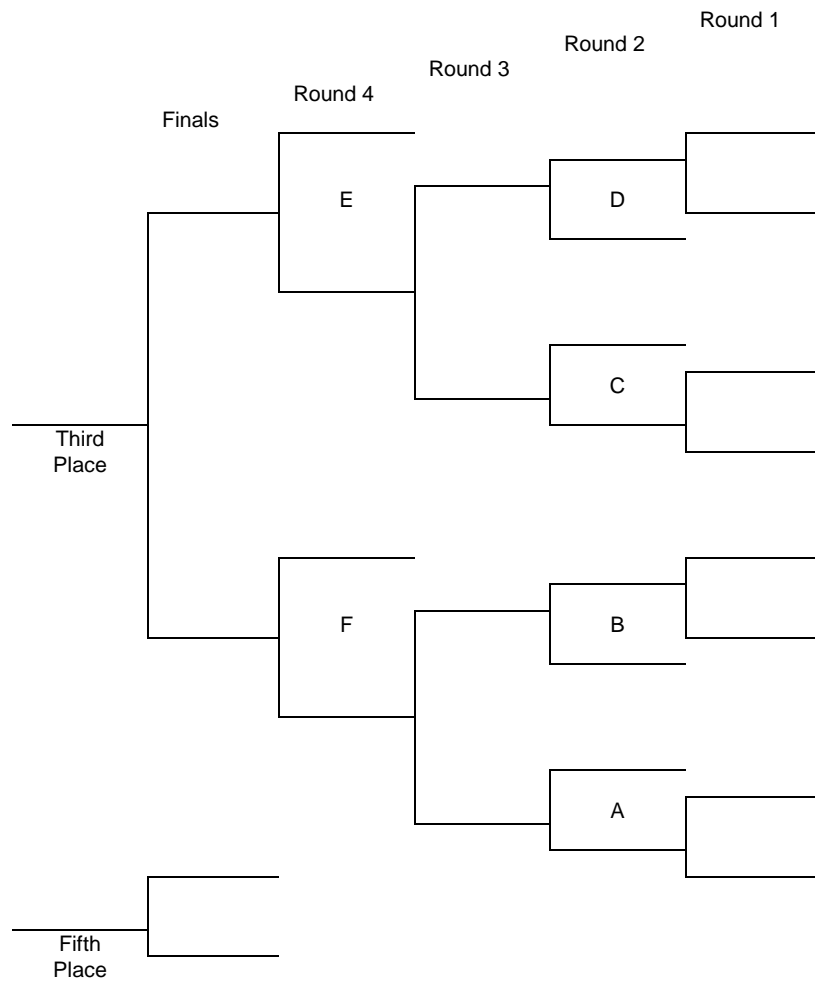 Round 1
Round 2
Round 3
Round 4
Finals
E
D
C
Third
Place
F
B
A
Fifth
Place